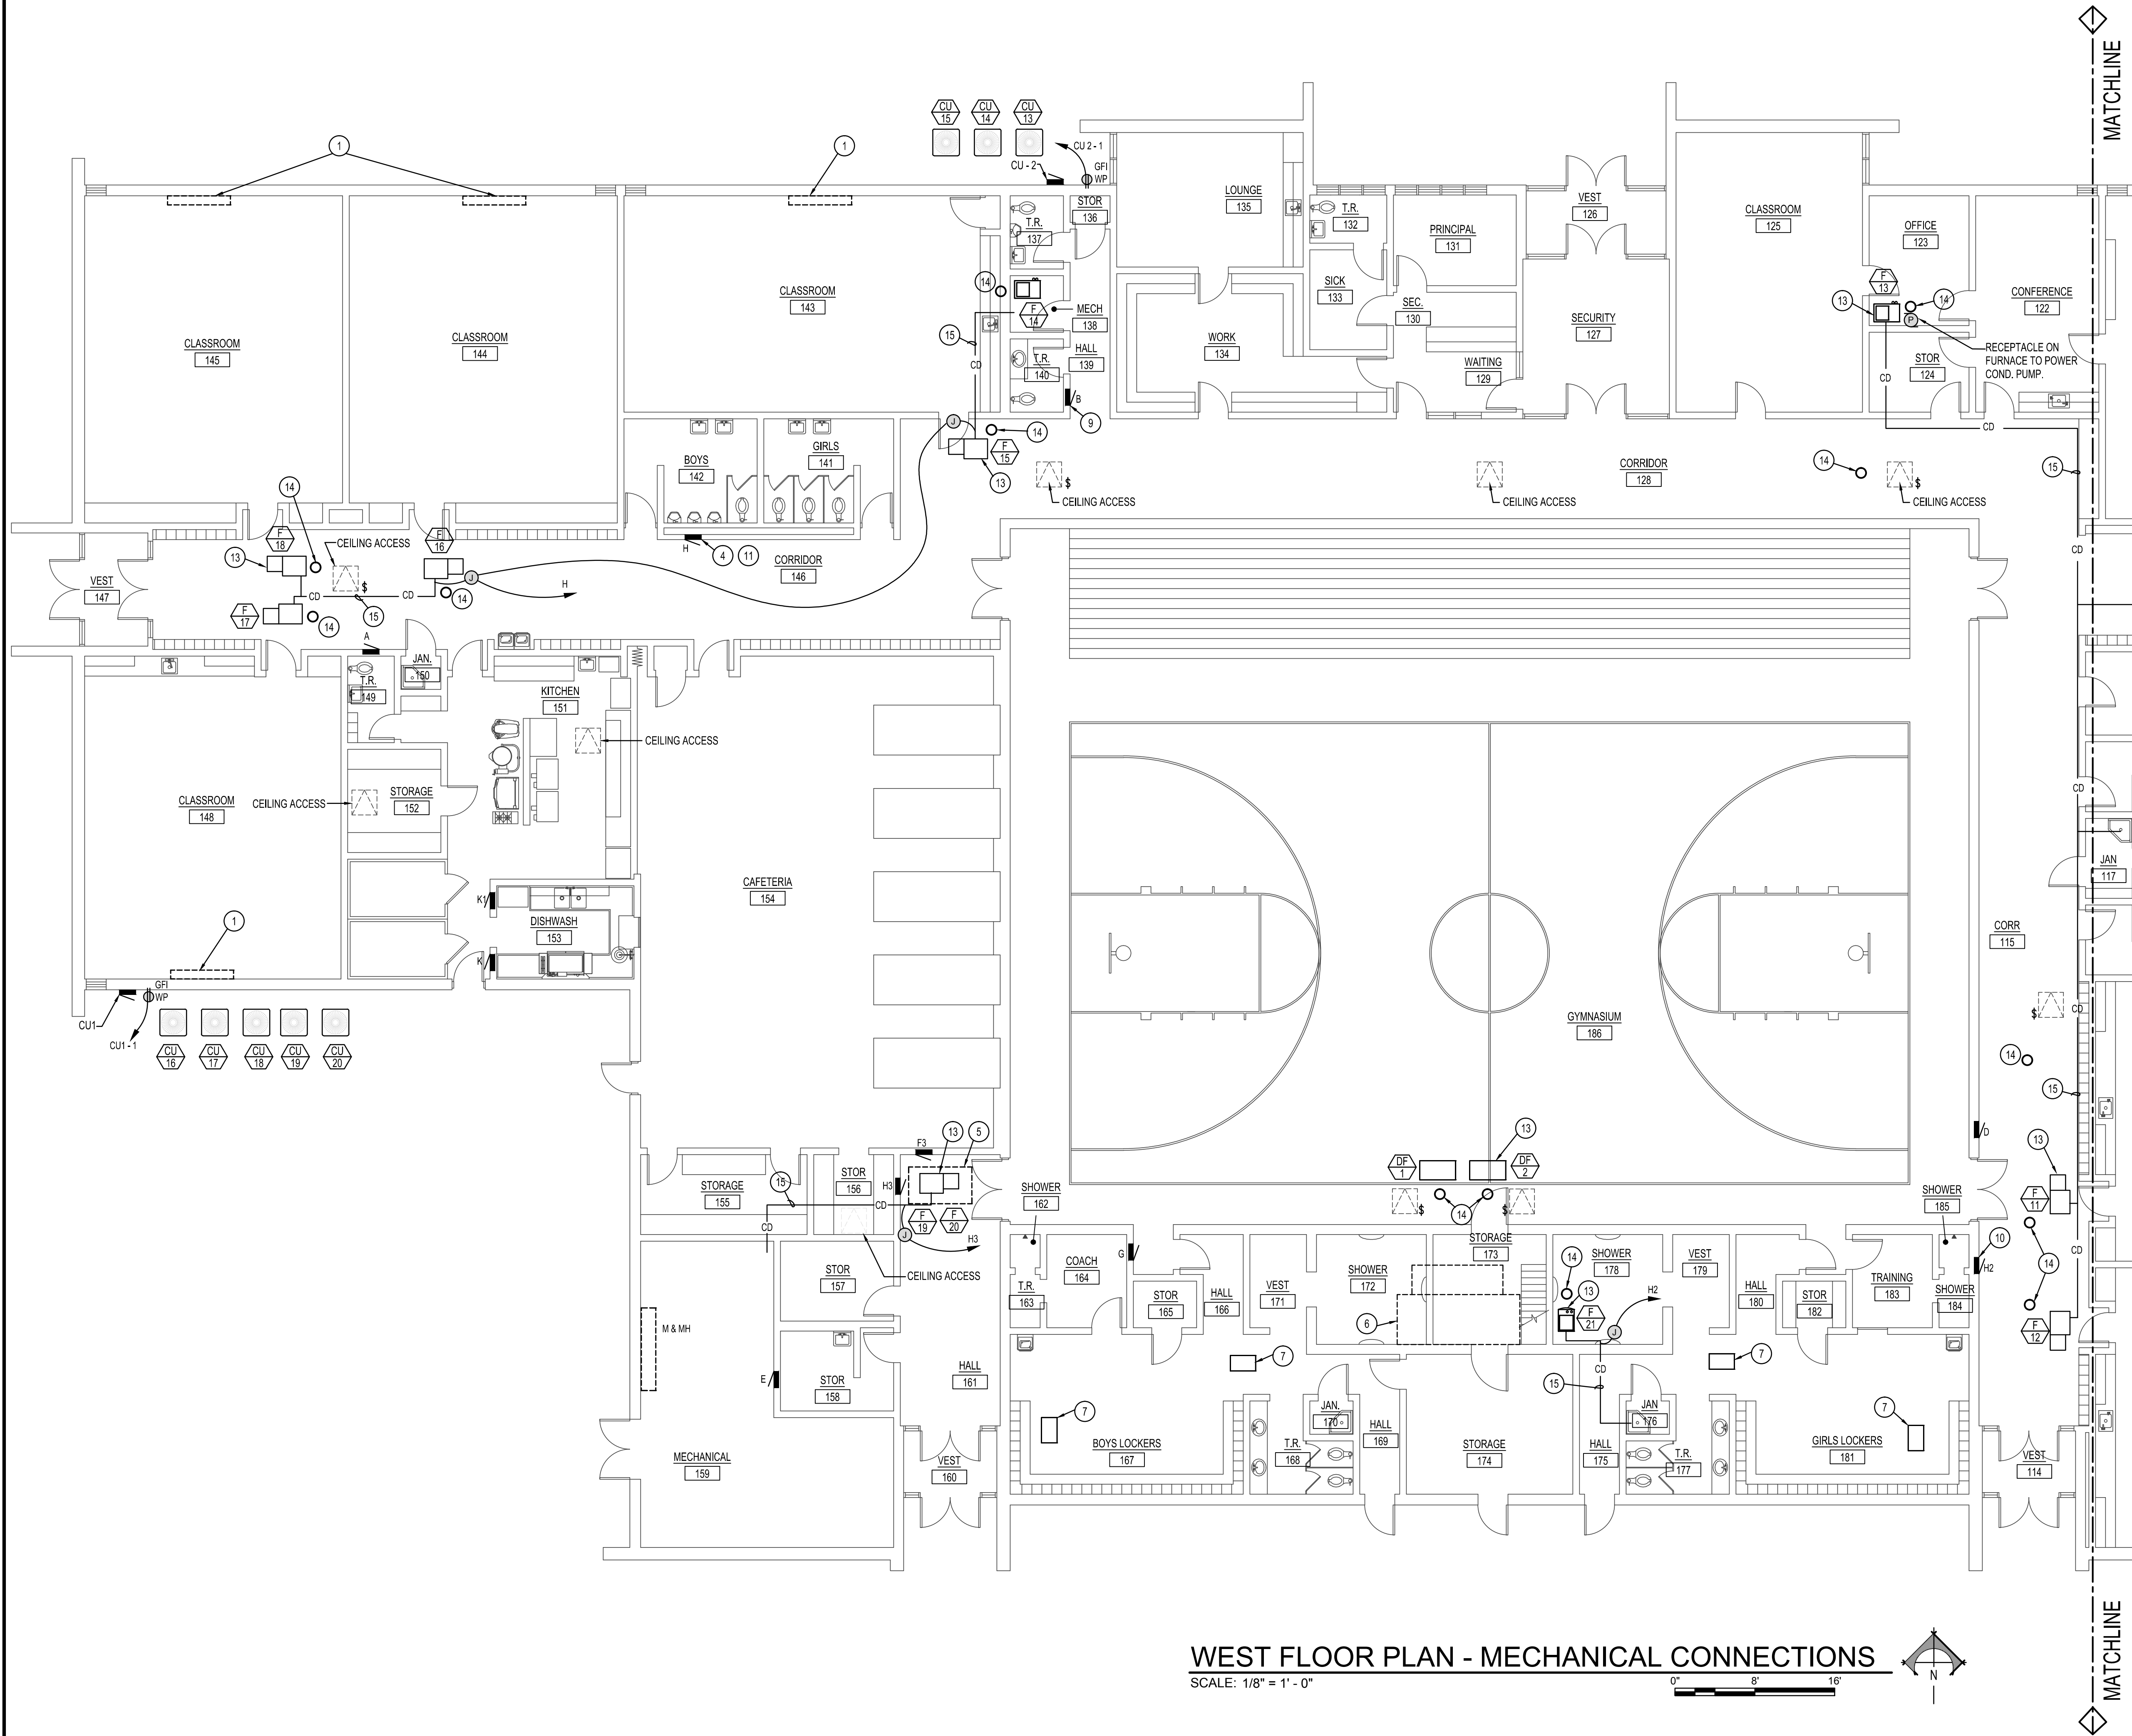 MATCHLINE
CU
15
CU
14
CU
13
CU 2 - 1
CU - 2
GFI
WP
1
1
LOUNGE
135
STOR
136
T.R.
137
T.R.
132
PRINCIPAL
131
VEST
126
CLASSROOM
125
OFFICE
123
F
13
13
14
P
CONFERENCE
122
RECEPTACLE ON
FURNACE TO POWER
COND. PUMP.
CLASSROOM
145
CLASSROOM
144
CLASSROOM
143
14
F
14
MECH
138
15
CD
T.R.
140
HALL
139
B
9
WORK
134
SICK
133
SEC.
130
WAITING
129
SECURITY
127
STOR
124
CD
CD
BOYS
142
GIRLS
141
J
14
F
15
13
$
CEILING ACCESS
$
CEILING ACCESS
CORRIDOR
128
14
$
CEILING ACCESS
15
CD
14
F
18
CEILING ACCESS
F
16
13
H
4
11
CORRIDOR
146
VEST
147
$
CD
CD
J
H
14
15
F
17
14
A
JAN.
150
T.R.
149
KITCHEN
151
CEILING ACCESS
CLASSROOM
148
CEILING ACCESS
STORAGE
152
CD
JAN
117
CAFETERIA
154
K1
DISHWASH
153
K
1
CORR
115
GFI
WP
CU1
CU1 - 1
CU
16
CU
17
CU
18
CU
19
CU
20
$
CD
GYMNASIUM
186
14
15
F3
13
5
13
D
13
DF
1
DF
2
STORAGE
155
15
STOR
156
H3
CD
CD
F
19
F
20
J
H3
CEILING ACCESS
SHOWER
162
$
14
$
SHOWER
185
F
11
10
H2
14
CD
STOR
157
COACH
164
G
T.R.
163
STOR
165
HALL
166
VEST
171
SHOWER
172
STORAGE
173
14
SHOWER
178
13
F
21
H2
J
VEST
179
HALL
180
STOR
182
TRAINING
183
SHOWER
184
F
12
6
7
7
M & MH
E
STOR
158
HALL
161
CD
15
7
7
JAN.
170
JAN
176
BOYS LOCKERS
167
T.R.
168
HALL
169
STORAGE
174
HALL
175
T.R.
177
GIRLS LOCKERS
181
MECHANICAL
159
VEST
160
VEST
114
WEST FLOOR PLAN - MECHANICAL CONNECTIONS
SCALE: 1/8" = 1' - 0"
0"
8'
16'
N
MATCHLINE